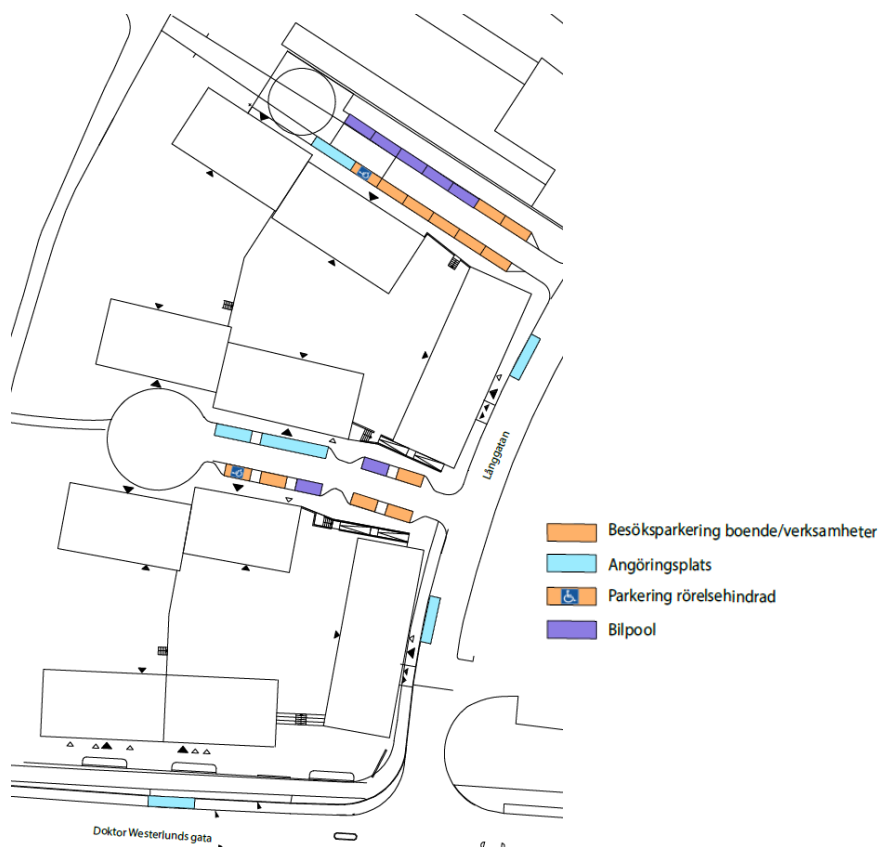 Långgatan
Besöksparkering boende/verksamheter
Angöringsplats
Parkering rörelsehindrad
Bilpool
Doktor Westerlunds gata